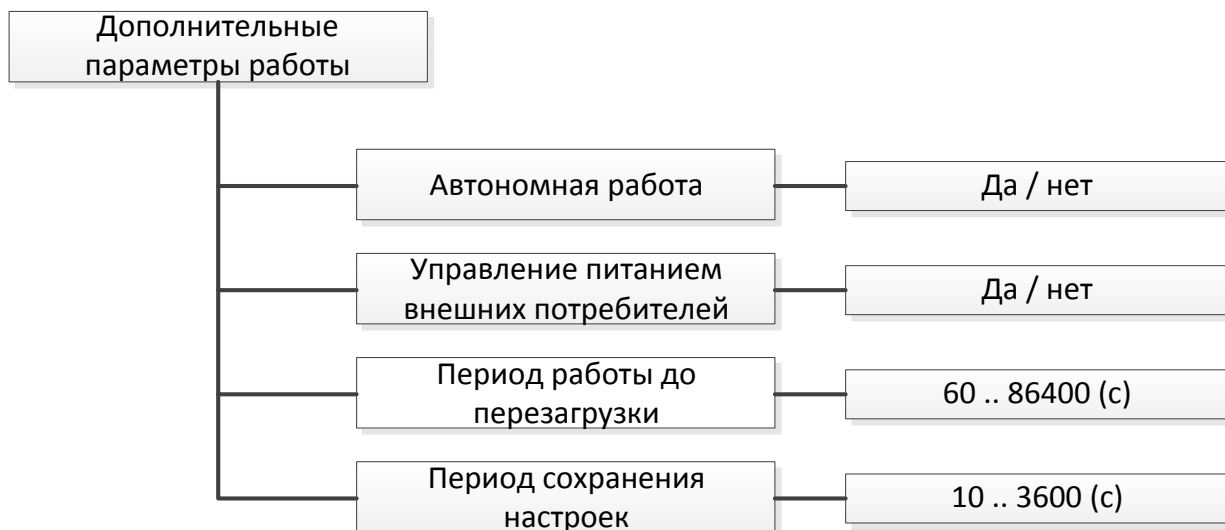 Дополнительные
параметры работы
Автономная работа
Да / нет
Управление питанием
внешних потребителей
Да / нет
Период работы до
перезагрузки
60 .. 86400 (с)
Период сохранения
настроек
10 .. 3600 (с)